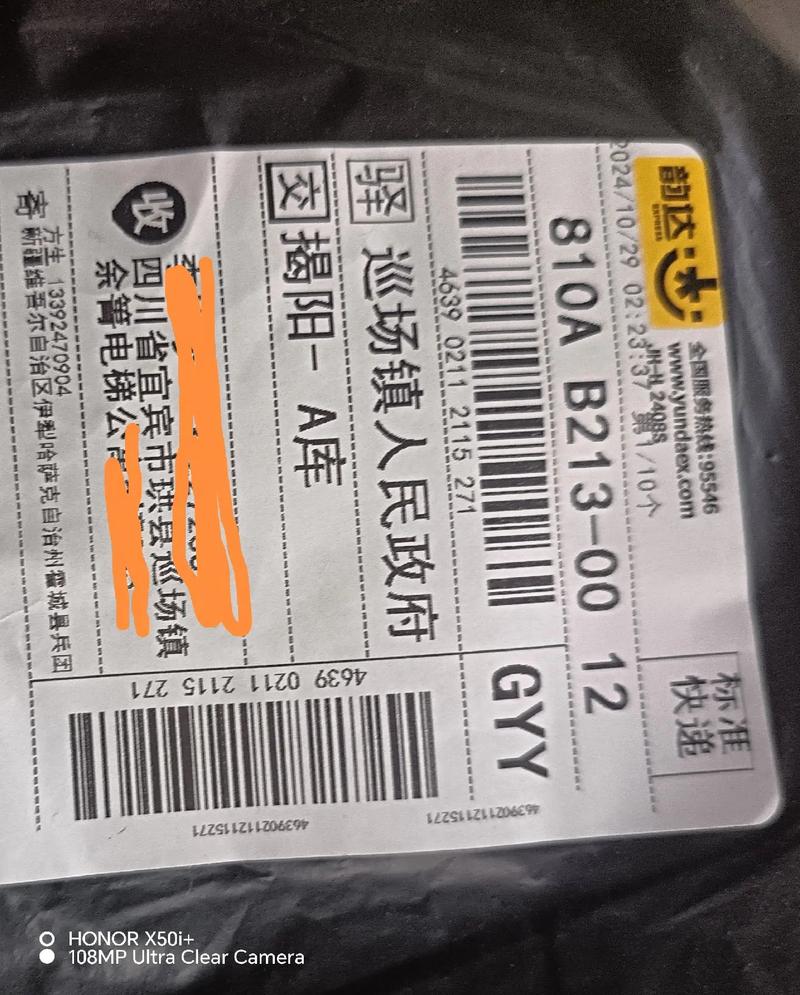 韵达
EXPRESS
全国服务热线:95546
www.yundaex.com
标准
快递
2024/10/29 02:23:37
第1/10个
810A B213-00 12
4639 0211 2115 271
GYY
驿 巡场镇人民政府
交 揭阳- A库
收
四川省宜宾市珙县巡场镇
余箐电梯公
寄 方生 13392470904
新疆维吾尔自治区伊犁哈萨克自治州霍城县兵团
4639 0211 2115 271
463902112115271
463902112115271
463902112115271
HONOR X50i+
108MP Ultra Clear Camera